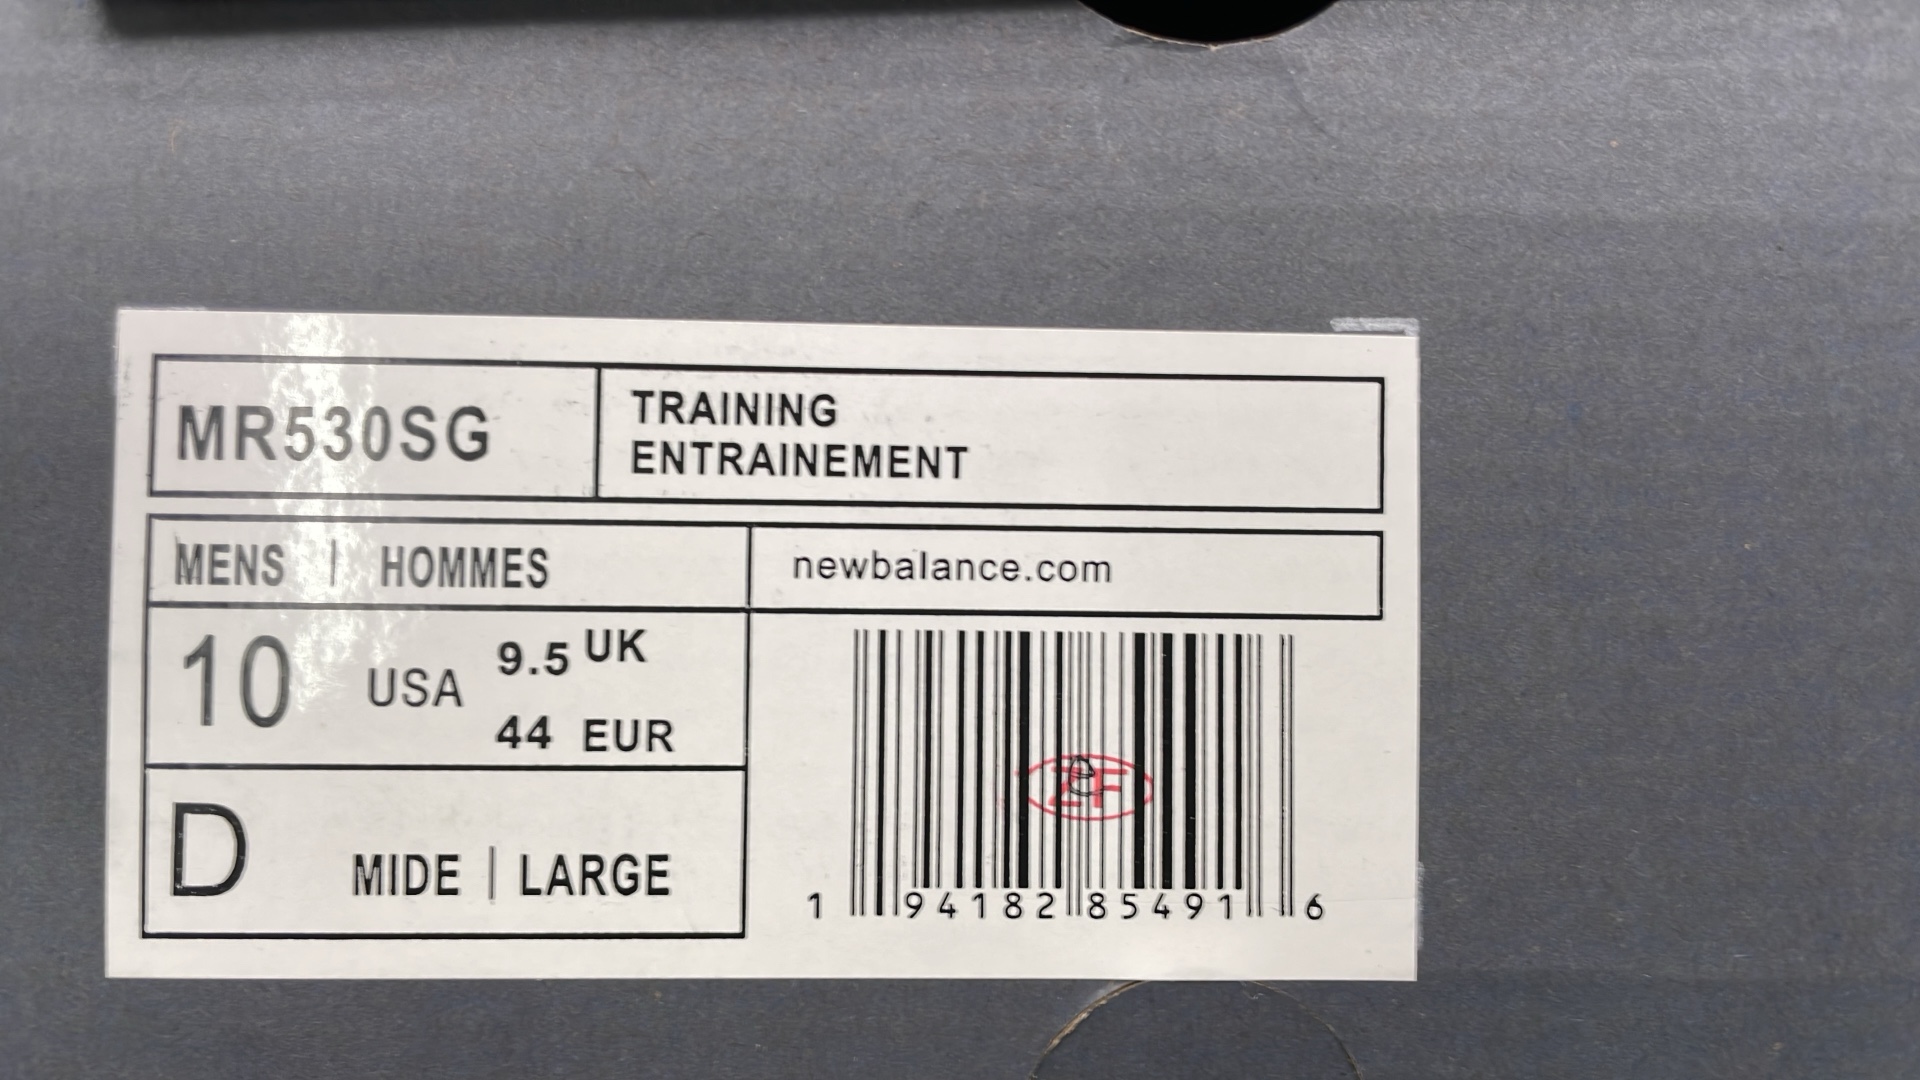 MR530SG
TRAINING
ENTRAINEMENT
MENS | HOMMES
newbalance.com
10 USA
9.5 UK
44 EUR
D
MIDE | LARGE
ZF
1 94182 85491 6